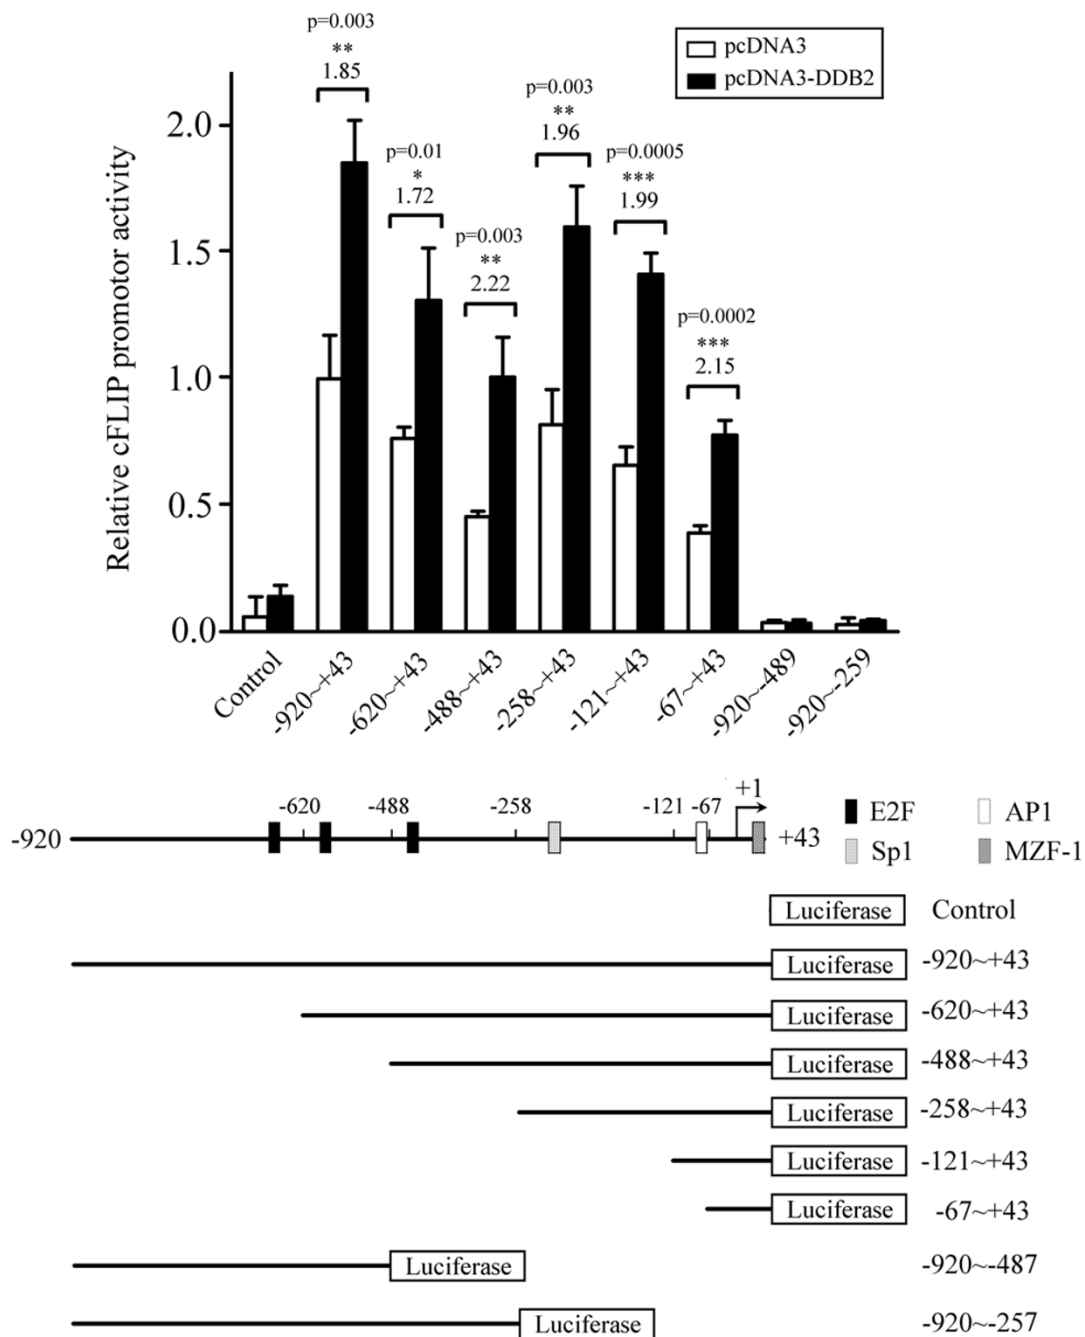 p=0.003
**
1.85
pcDNA3
pcDNA3-DDB2
p=0.003
**
1.96
p=0.01
*
1.72
p=0.0005
***
1.99
p=0.003
**
2.22
p=0.0002
***
2.15
Relative cFLIP promotor activity
2.0
1.5
1.0
0.5
0.0
Control
-920~+43
-620~+43
-488~+43
-258~+43
-121~+43
-67~+43
-920~-489
-920~-259
-920
-620
-488
-258
-121
-67
+1
+43
E2F
AP1
Sp1
MZF-1
Luciferase Control
Luciferase -920~+43
Luciferase -620~+43
Luciferase -488~+43
Luciferase -258~+43
Luciferase -121~+43
Luciferase -67~+43
Luciferase -920~-487
Luciferase -920~-257